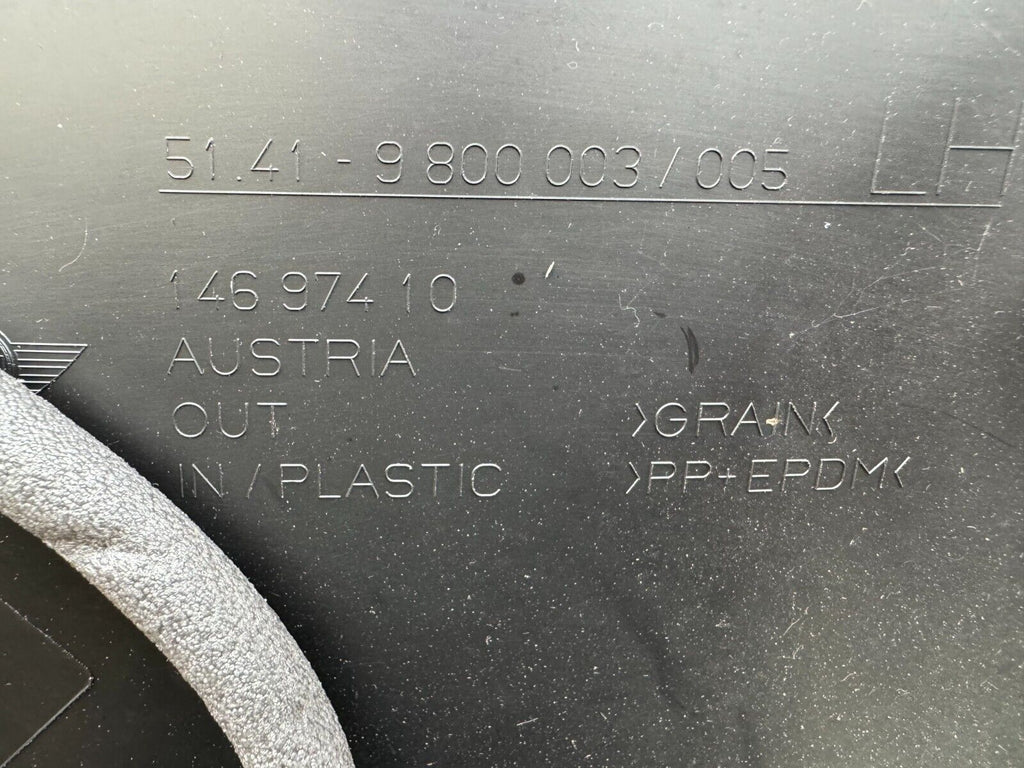 51.41 - 9 800 003 / 005 LH
146 974 10
AUSTRIA
OUT >GRAIN<
IN / PLASTIC >PP+EPDM<